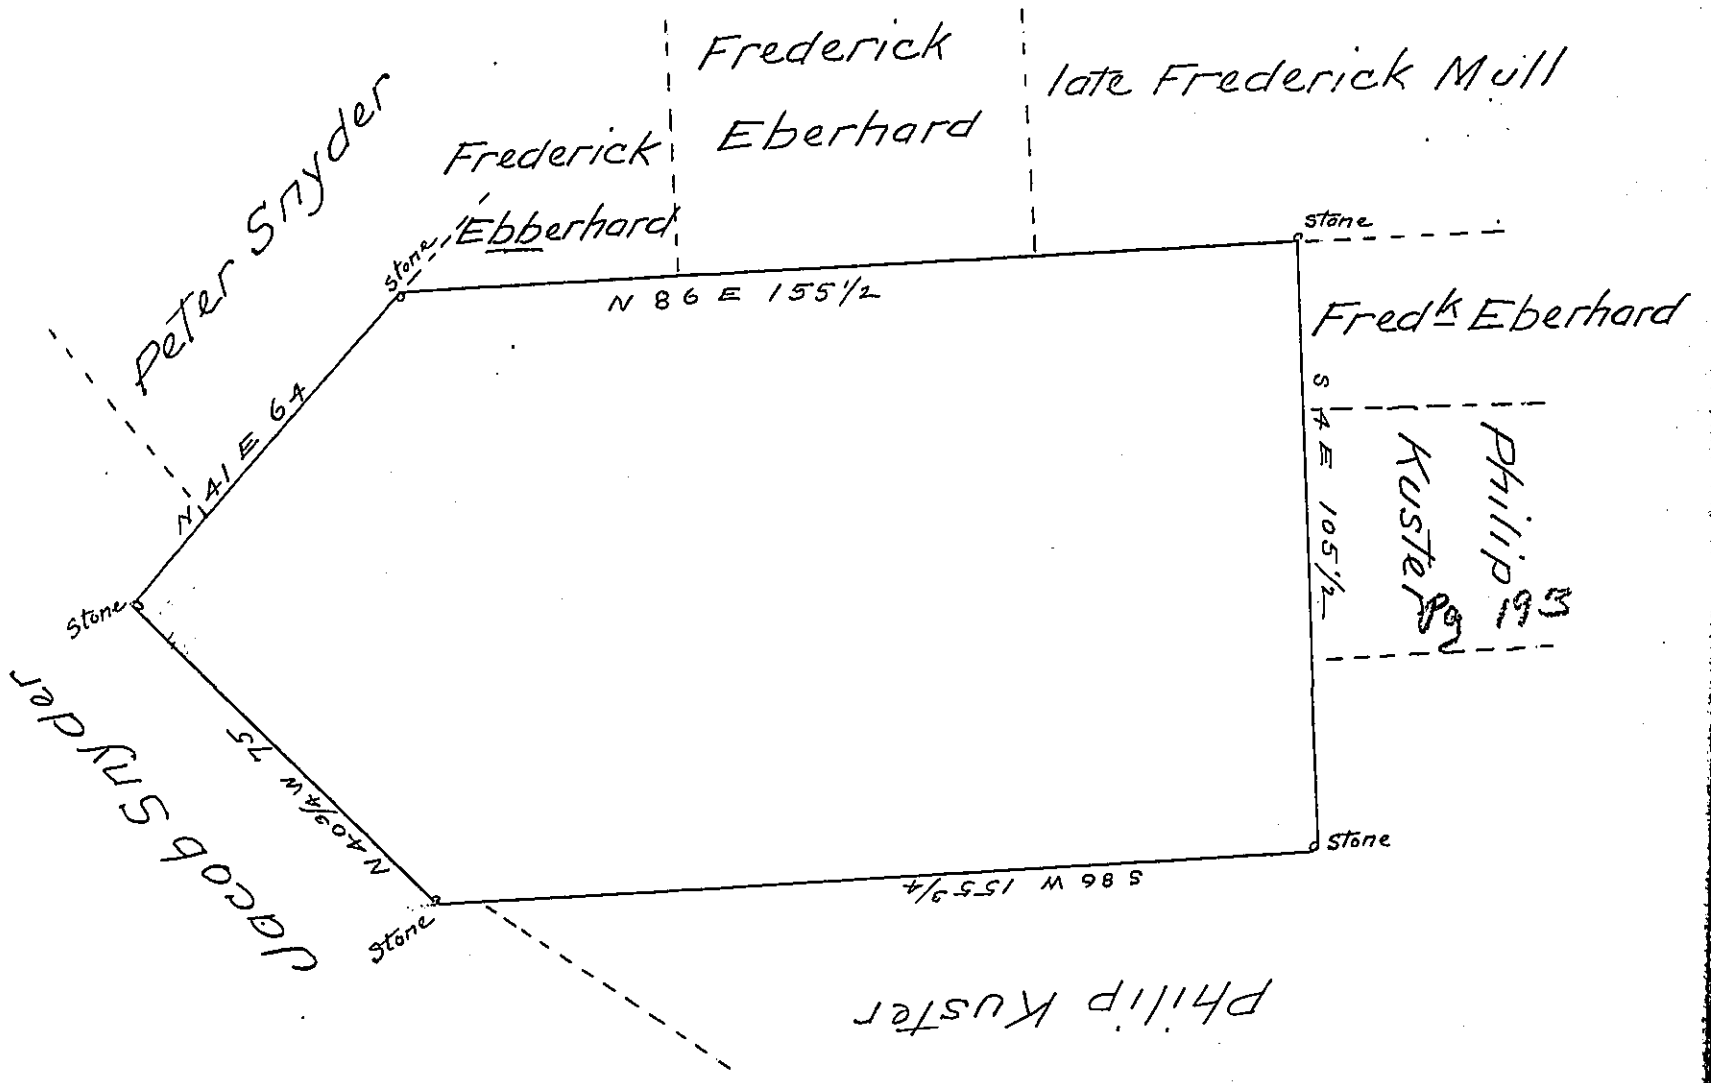 Frederick
Eberhard
late Frederick Müll
Peter Snyder
Frederick
Ebberhard
stone
stone
N 86 E 155 1/2
Fredk Eberhard
N 41 E 64
S 4 E 105 1/2
Philip
Kuster
Pg 193
stone
Jacob Snyder
N 40 3/4 W 75
stone
S 86 W 155 3/4
stone
Philip Kuster